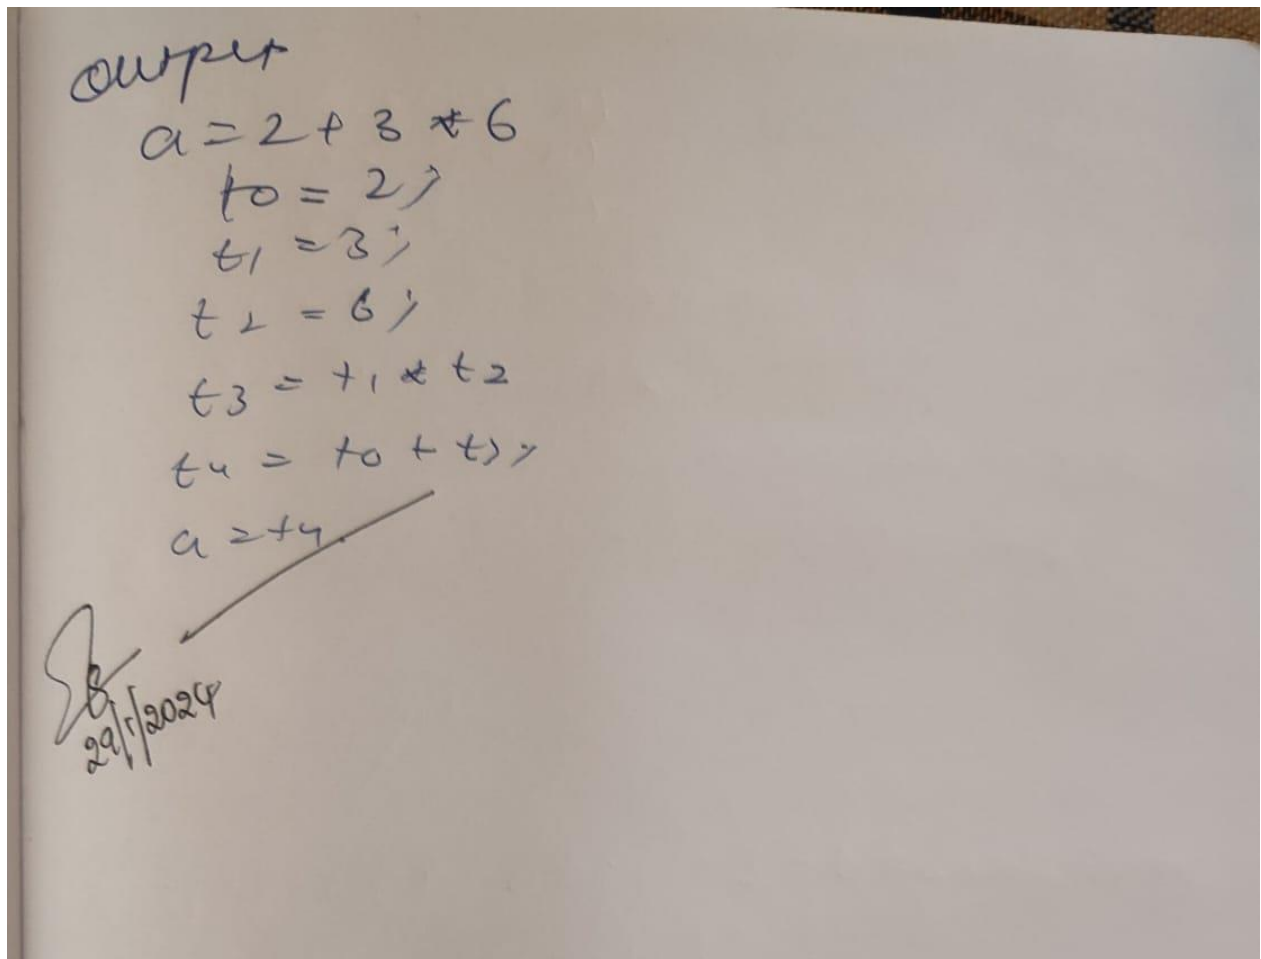 Output
a = 2 + 3 * 6
t0 = 2;
t1 = 3;
t2 = 6;
t3 = t1 * t2
t4 = t0 + t3;
a = t4.
29/1/2024